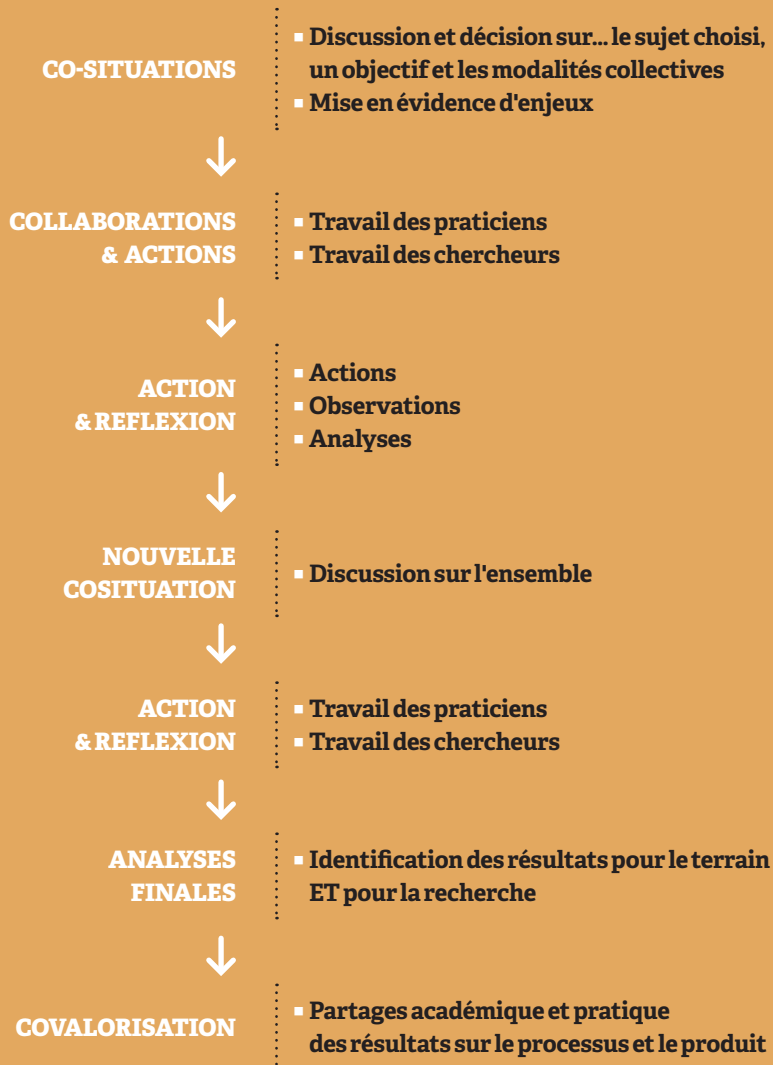 CO-SITUATIONS
▪ Discussion et décision sur... le sujet choisi,
un objectif et les modalités collectives
▪ Mise en évidence d'enjeux
↓
COLLABORATIONS
& ACTIONS
▪ Travail des praticiens
▪ Travail des chercheurs
↓
ACTION
& REFLEXION
▪ Actions
▪ Observations
▪ Analyses
↓
NOUVELLE
COSITUATION
▪ Discussion sur l'ensemble
↓
ACTION
& REFLEXION
▪ Travail des praticiens
▪ Travail des chercheurs
↓
ANALYSES
FINALES
▪ Identification des résultats pour le terrain
ET pour la recherche
↓
COVALORISATION
▪ Partages académique et pratique
des résultats sur le processus et le produit